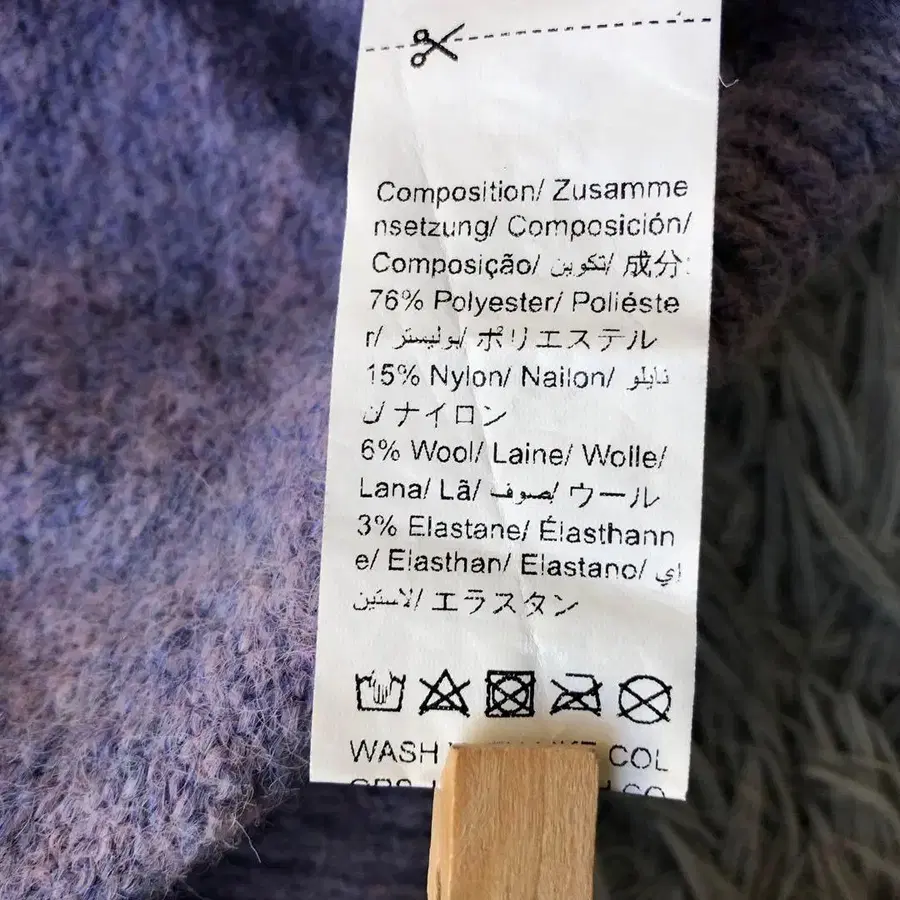 Composition/ Zusamme
nsetzung/ Composición/
Composição/ تكوين/ 成分:
76% Polyester/ Poliéste
r/ بوليستر/ ポリエステル
15% Nylon/ Nailon/ نايلو
ن/ ナイロン
6% Wool/ Laine/ Wolle/
Lana/ Lã/ صوف/ ウール
3% Elastane/ Élasthann
e/ Elasthan/ Elastano/ إي
لاستين/ エラスタン
WASH COL